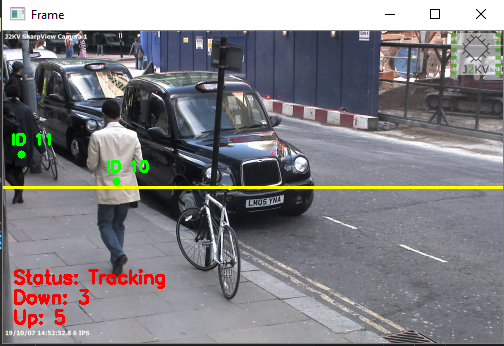 Frame
J2KV SharpView Camera 1
J2KV
ID 11
ID 10
LM05 YNA
Status: Tracking
Down: 3
Up: 5
19/10/07 14:52:52.8 6 IPS